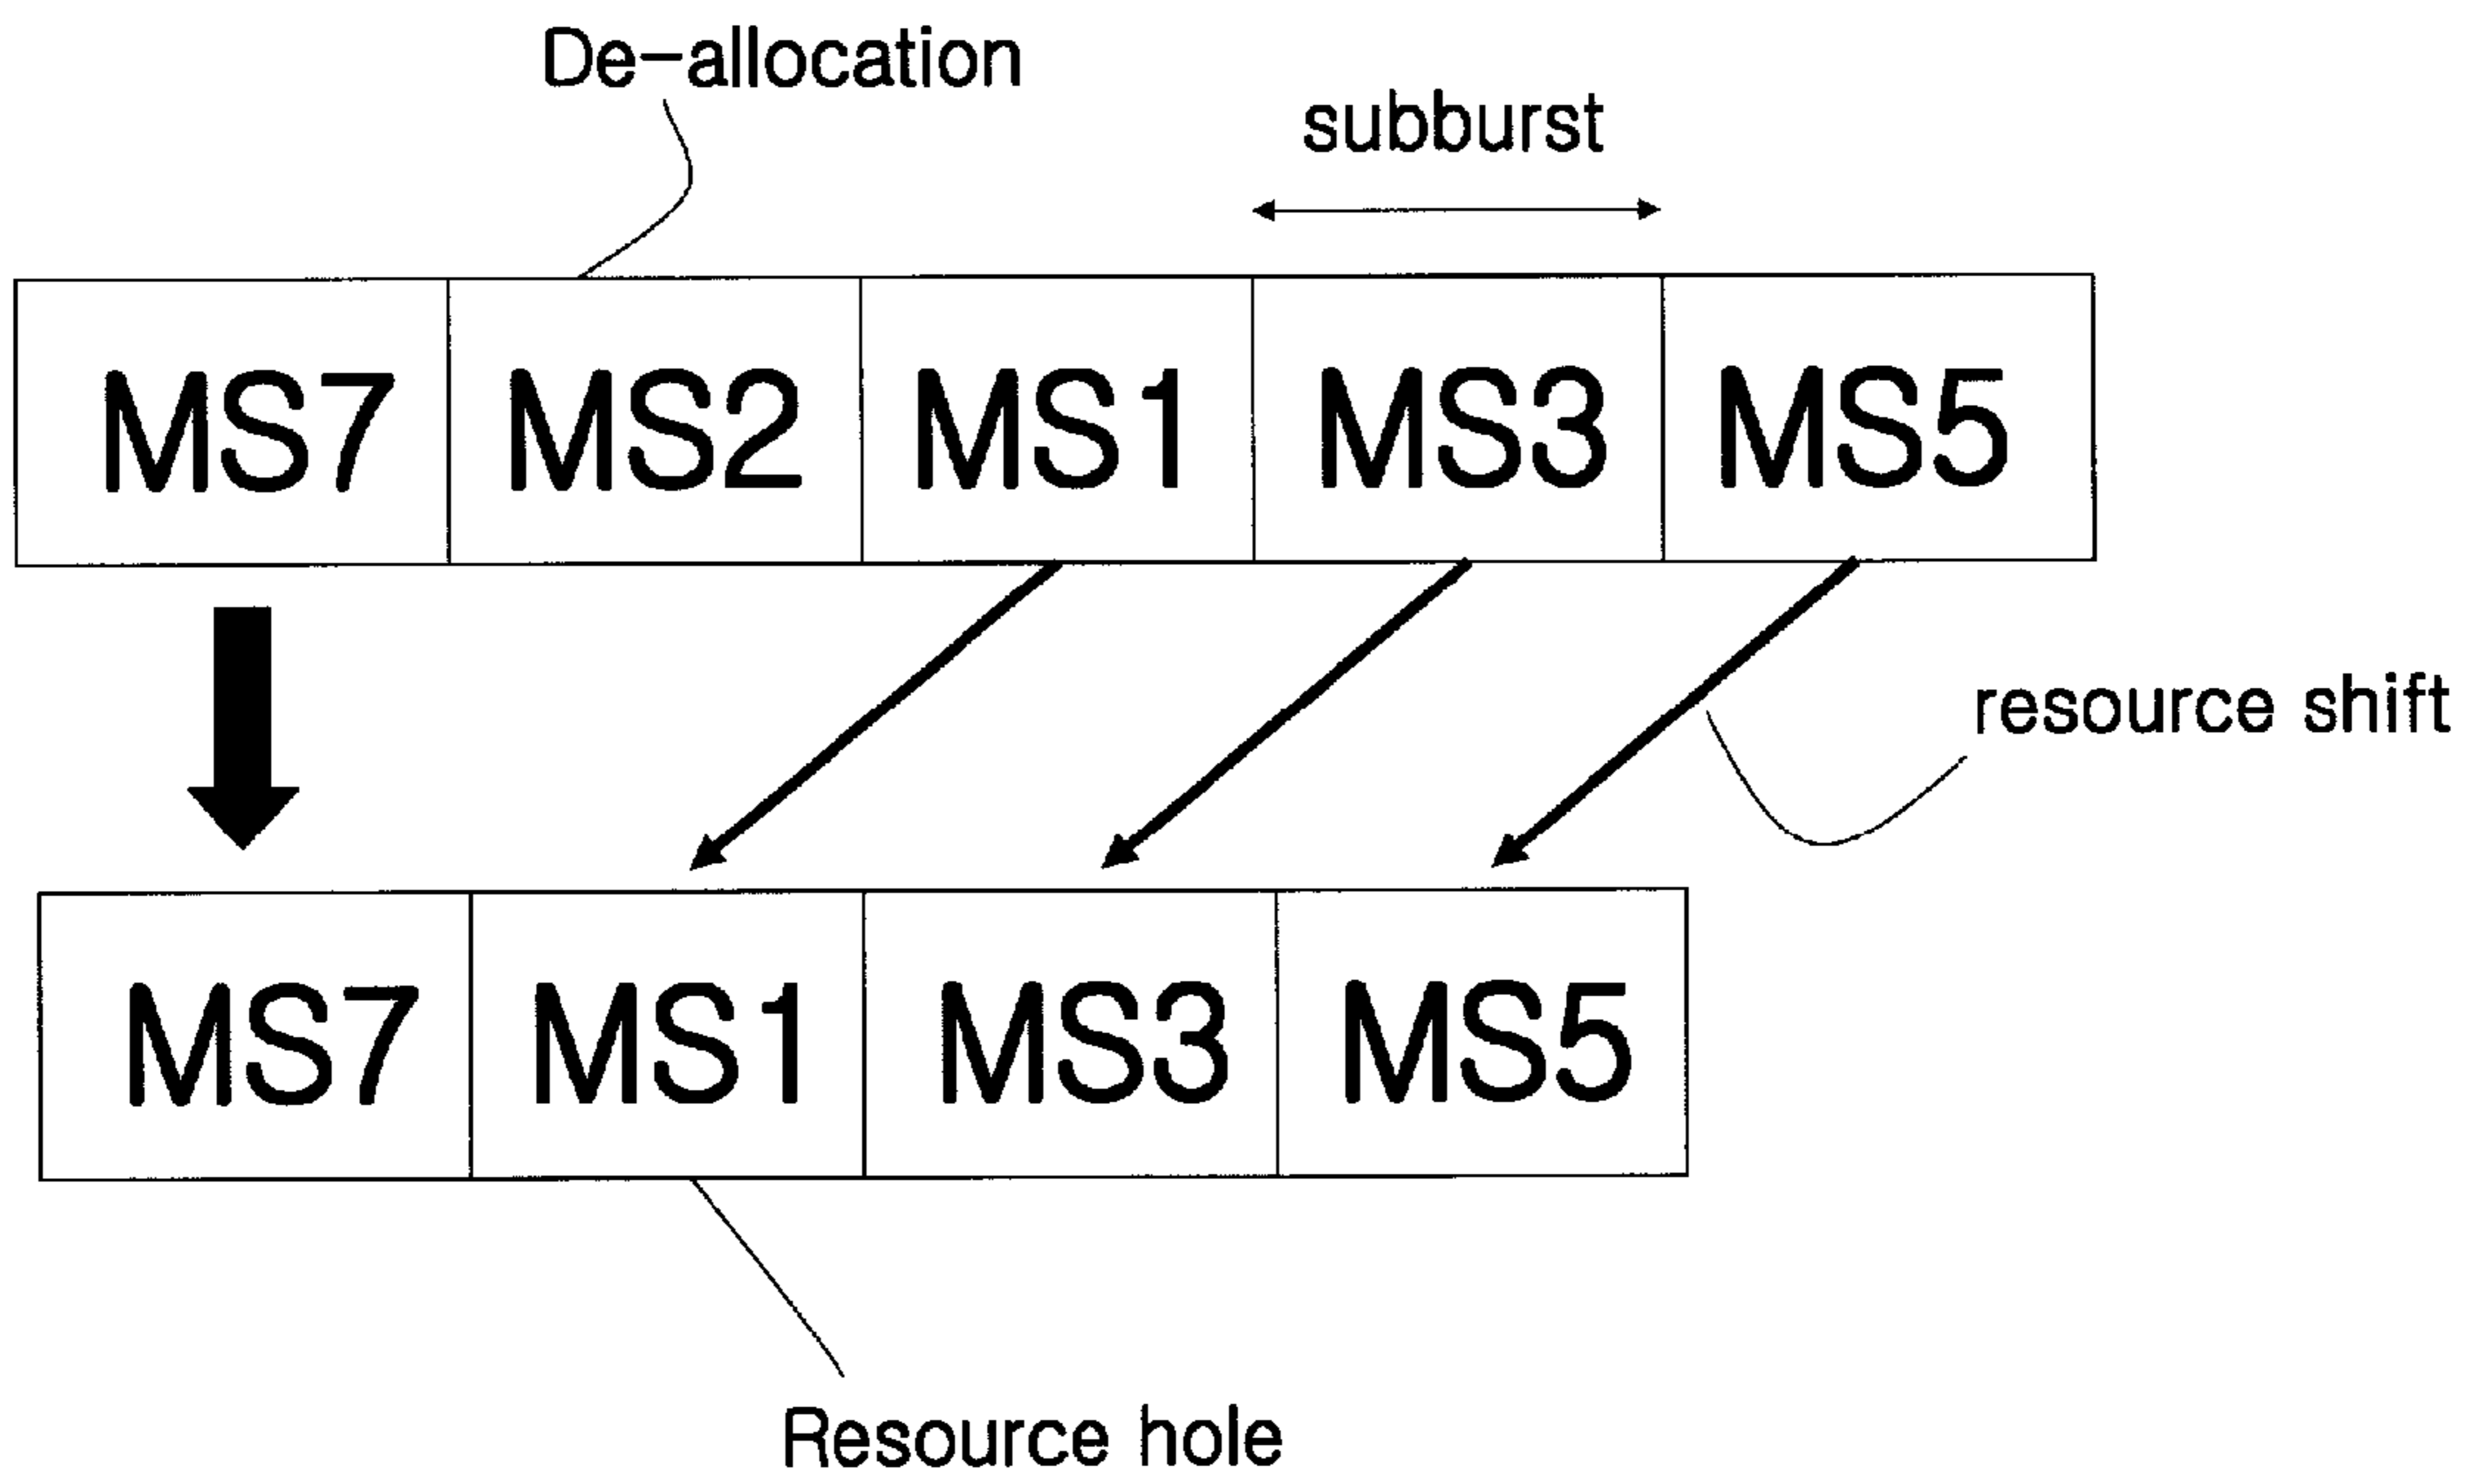 De-allocation
subburst
MS7 MS2 MS1 MS3 MS5
resource shift
MS7 MS1 MS3 MS5
Resource hole